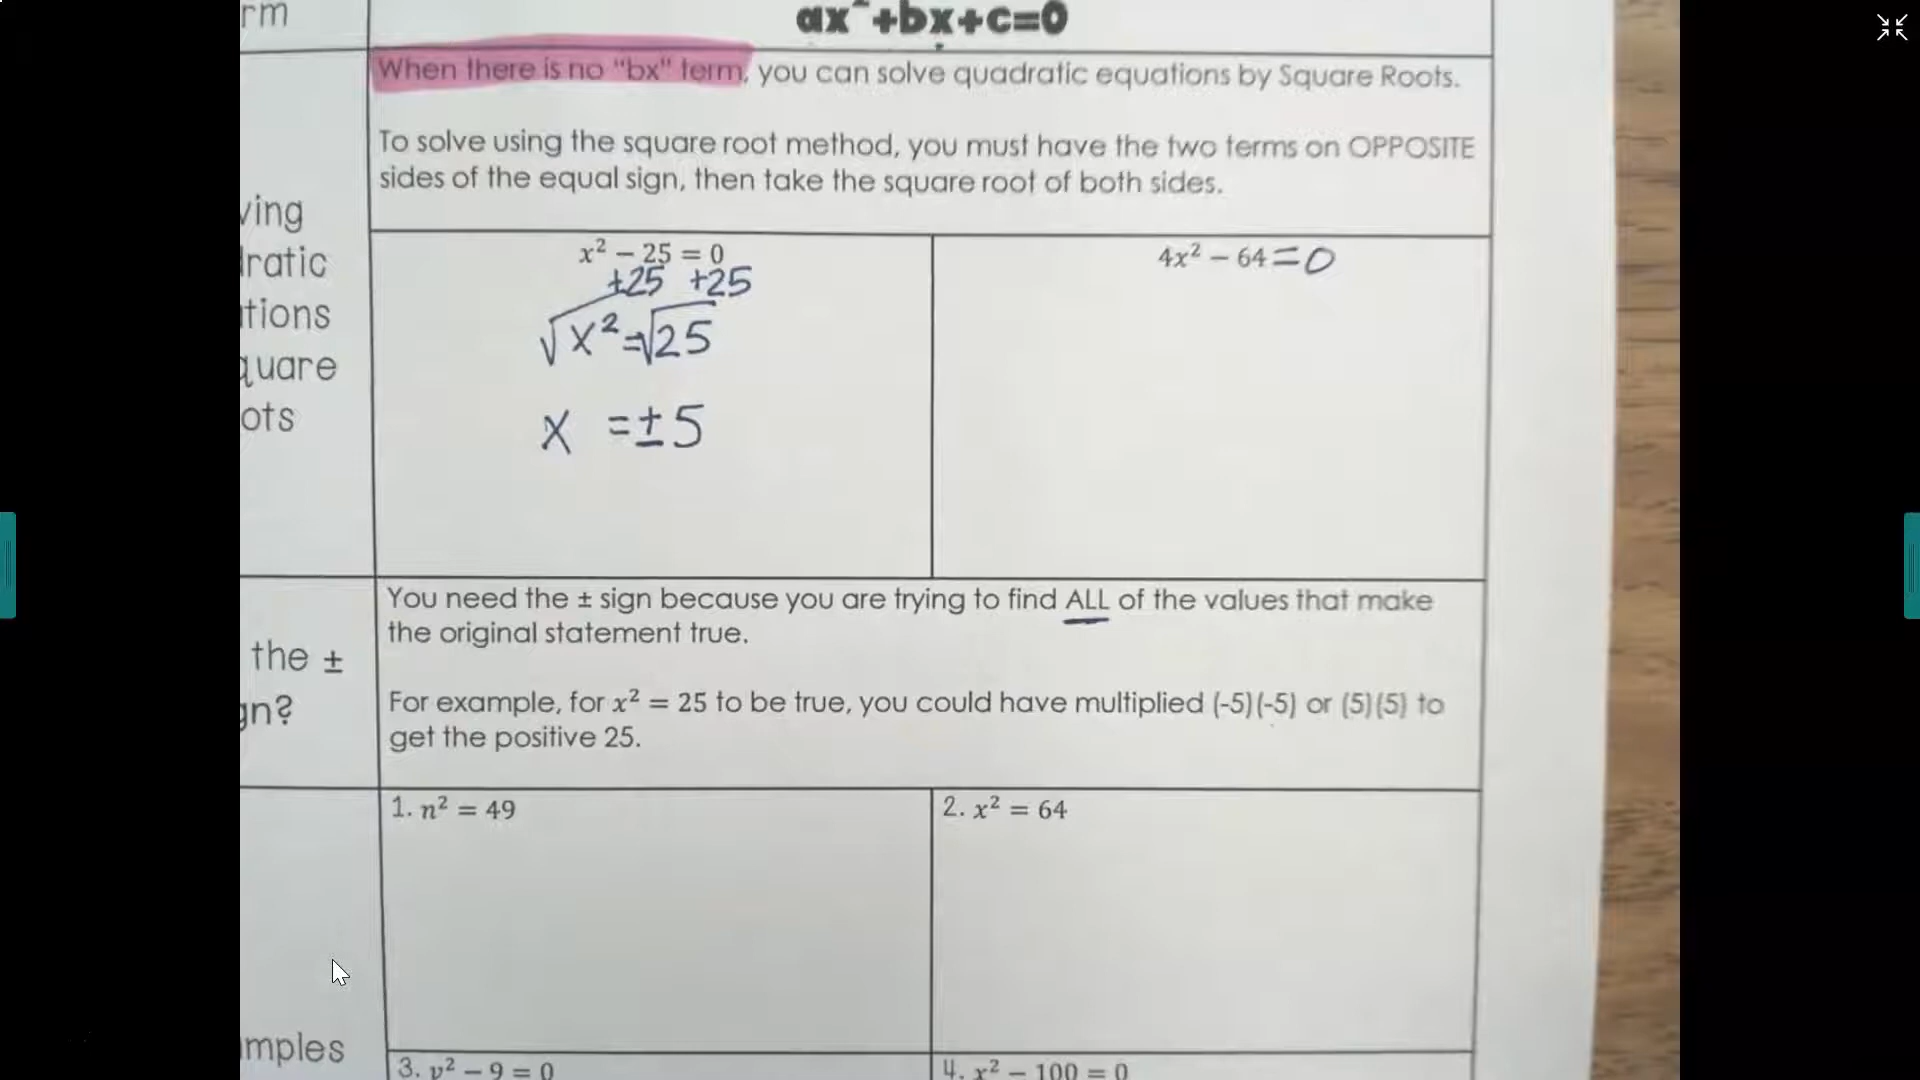 rm
ax²+bx+c=0
When there is no "bx" term, you can solve quadratic equations by Square Roots.
To solve using the square root method, you must have the two terms on OPPOSITE
sides of the equal sign, then take the square root of both sides.
ving
ratic
tions
quare
ots
x² − 25 = 0
+25 +25
√x² = √25
x = ±5
4x² − 64 = 0
the ±
gn?
You need the ± sign because you are trying to find ALL of the values that make
the original statement true.
For example, for x² = 25 to be true, you could have multiplied (-5)(-5) or (5)(5) to
get the positive 25.
mples
1. n² = 49
2. x² = 64
3. v² − 9 = 0
4. x² − 100 = 0